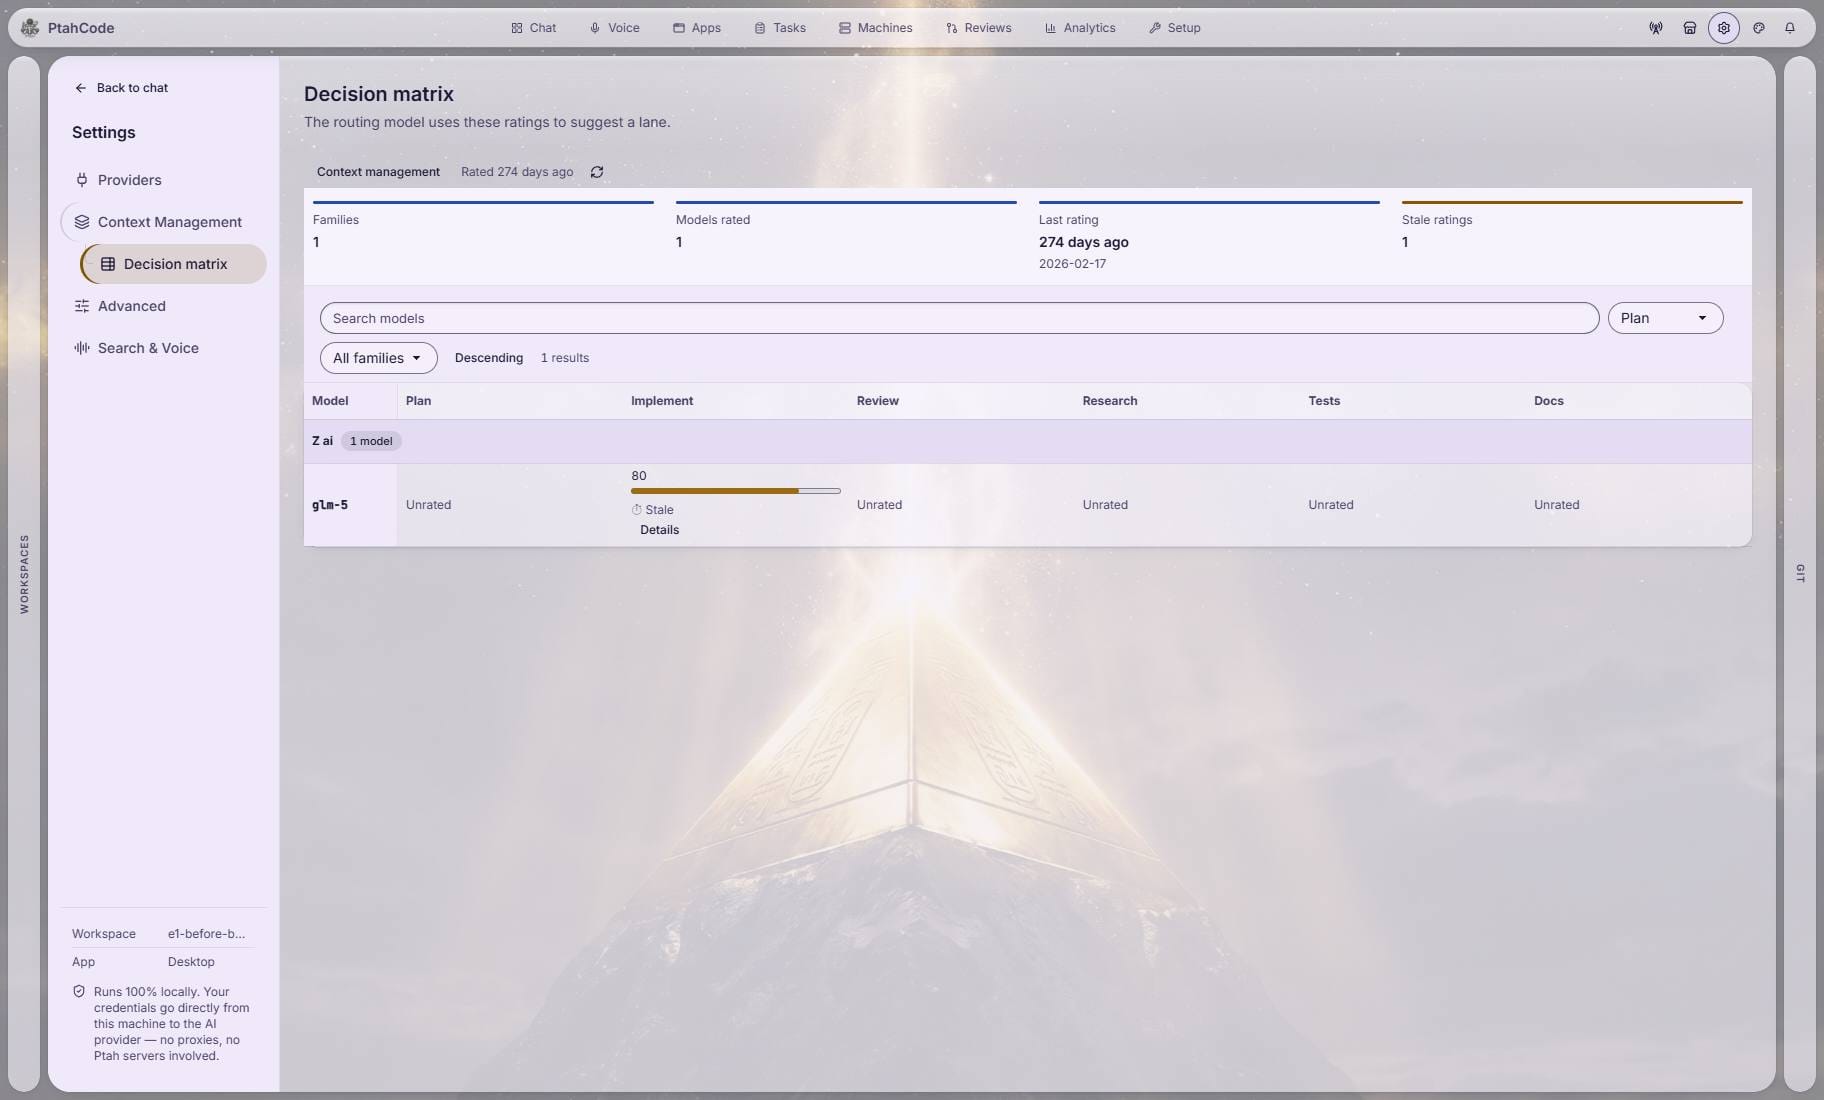 PtahCode
Chat
Voice
Apps
Tasks
Machines
Reviews
Analytics
Setup
WORKSPACES
Back to chat
Settings
Providers
Context Management
Decision matrix
Advanced
Search & Voice
Workspace e1-before-b...
App Desktop
Runs 100% locally. Your
credentials go directly from
this machine to the AI
provider — no proxies, no
Ptah servers involved.
Decision matrix
The routing model uses these ratings to suggest a lane.
Context management Rated 274 days ago
Families
1
Models rated
1
Last rating
274 days ago
2026-02-17
Stale ratings
1
Search models
Plan
All families
Descending
1 results
Model Plan Implement Review Research Tests Docs
Z ai 1 model
glm-5
Unrated
80
Stale
Details
Unrated
Unrated
Unrated
Unrated
GIT